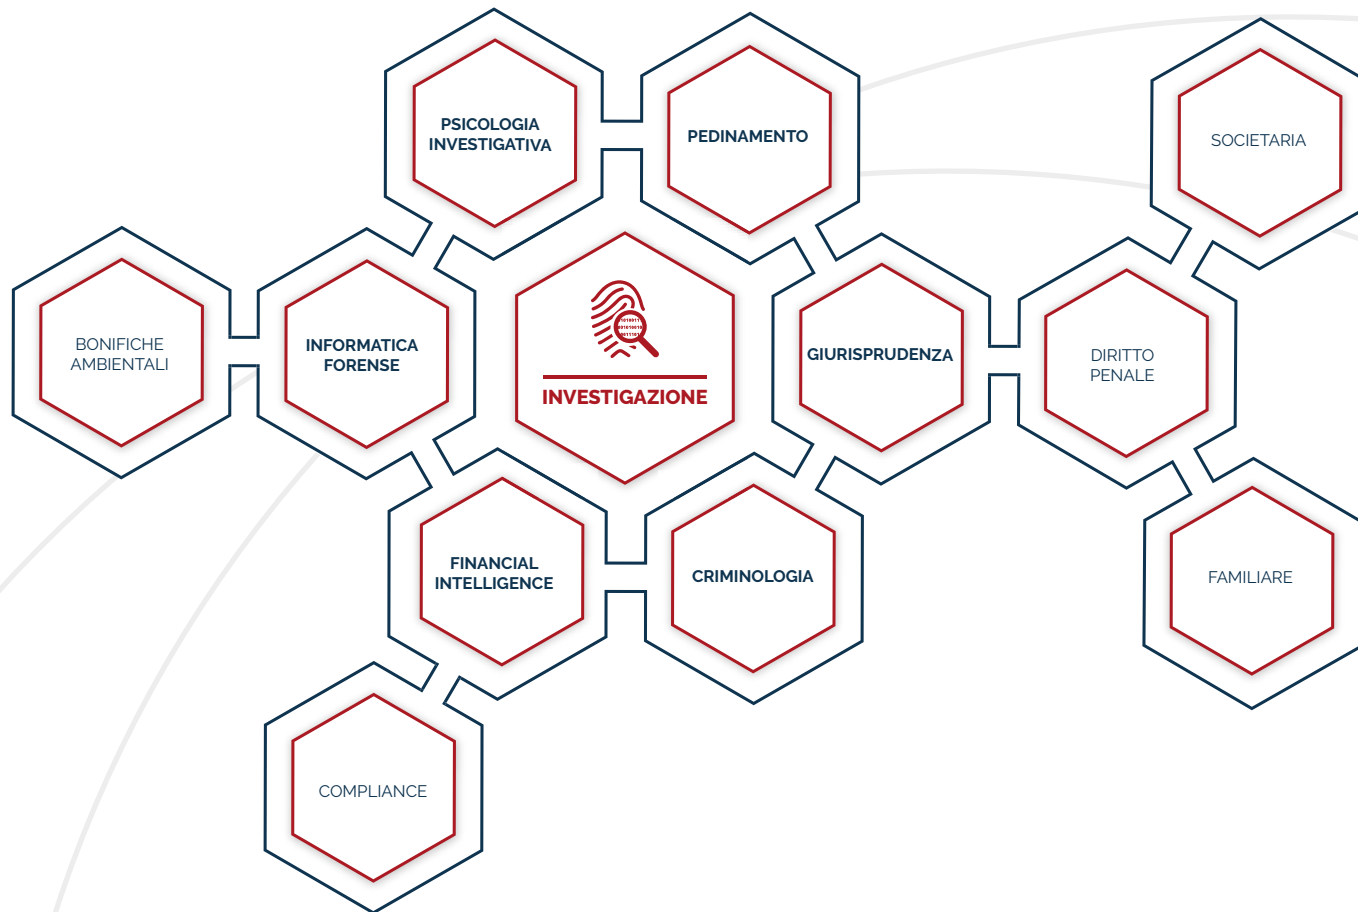 PSICOLOGIA
INVESTIGATIVA
PEDINAMENTO
SOCIETARIA
BONIFICHE
AMBIENTALI
INFORMATICA
FORENSE
INVESTIGAZIONE
GIURISPRUDENZA
DIRITTO
PENALE
FINANCIAL
INTELLIGENCE
CRIMINOLOGIA
FAMILIARE
COMPLIANCE